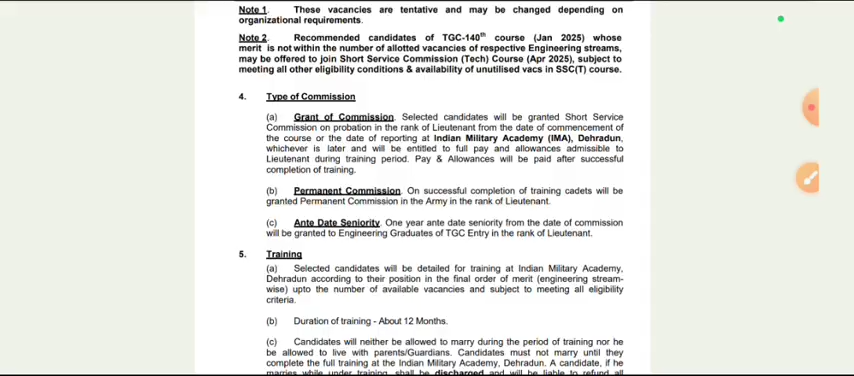 Note 1. These vacancies are tentative and may be changed depending on
organizational requirements.
Note 2. Recommended candidates of TGC-140th course (Jan 2025) whose
merit is not within the number of allotted vacancies of respective Engineering streams,
may be offered to join Short Service Commission (Tech) Course (Apr 2025), subject to
meeting all other eligibility conditions & availability of unutilised vacs in SSC(T) course.
4. Type of Commission
(a) Grant of Commission. Selected candidates will be granted Short Service
Commission on probation in the rank of Lieutenant from the date of commencement of
the course or the date of reporting at Indian Military Academy (IMA), Dehradun,
whichever is later and will be entitled to full pay and allowances admissible to
Lieutenant during training period. Pay & Allowances will be paid after successful
completion of training.
(b) Permanent Commission. On successful completion of training cadets will be
granted Permanent Commission in the Army in the rank of Lieutenant.
(c) Ante Date Seniority. One year ante date seniority from the date of commission
will be granted to Engineering Graduates of TGC Entry in the rank of Lieutenant.
5. Training
(a) Selected candidates will be detailed for training at Indian Military Academy,
Dehradun according to their position in the final order of merit (engineering stream-
wise) upto the number of available vacancies and subject to meeting all eligibility
criteria.
(b) Duration of training - About 12 Months.
(c) Candidates will neither be allowed to marry during the period of training nor he
be allowed to live with parents/Guardians. Candidates must not marry until they
complete the full training at the Indian Military Academy, Dehradun. A candidate, if he
marries while under training, shall be discharged and will be liable to refund all